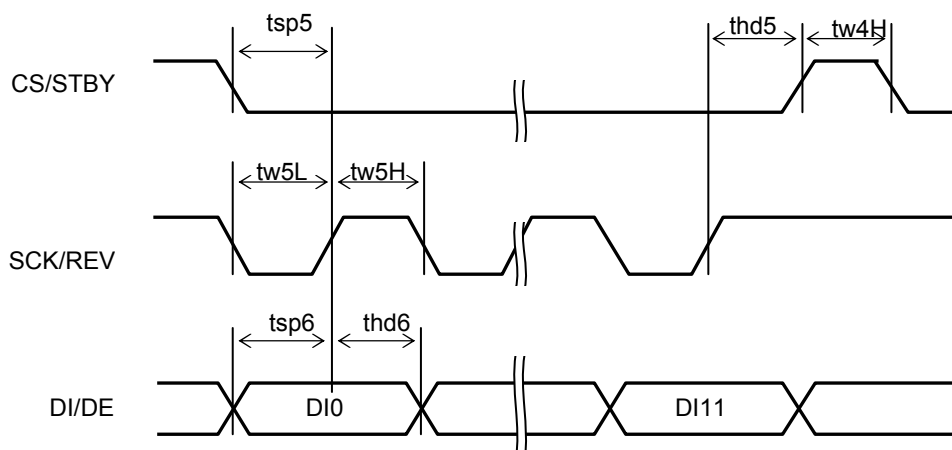 tsp5
thd5
tw4H
CS/STBY
tw5L
tw5H
SCK/REV
tsp6
thd6
DI/DE
DI0
DI11